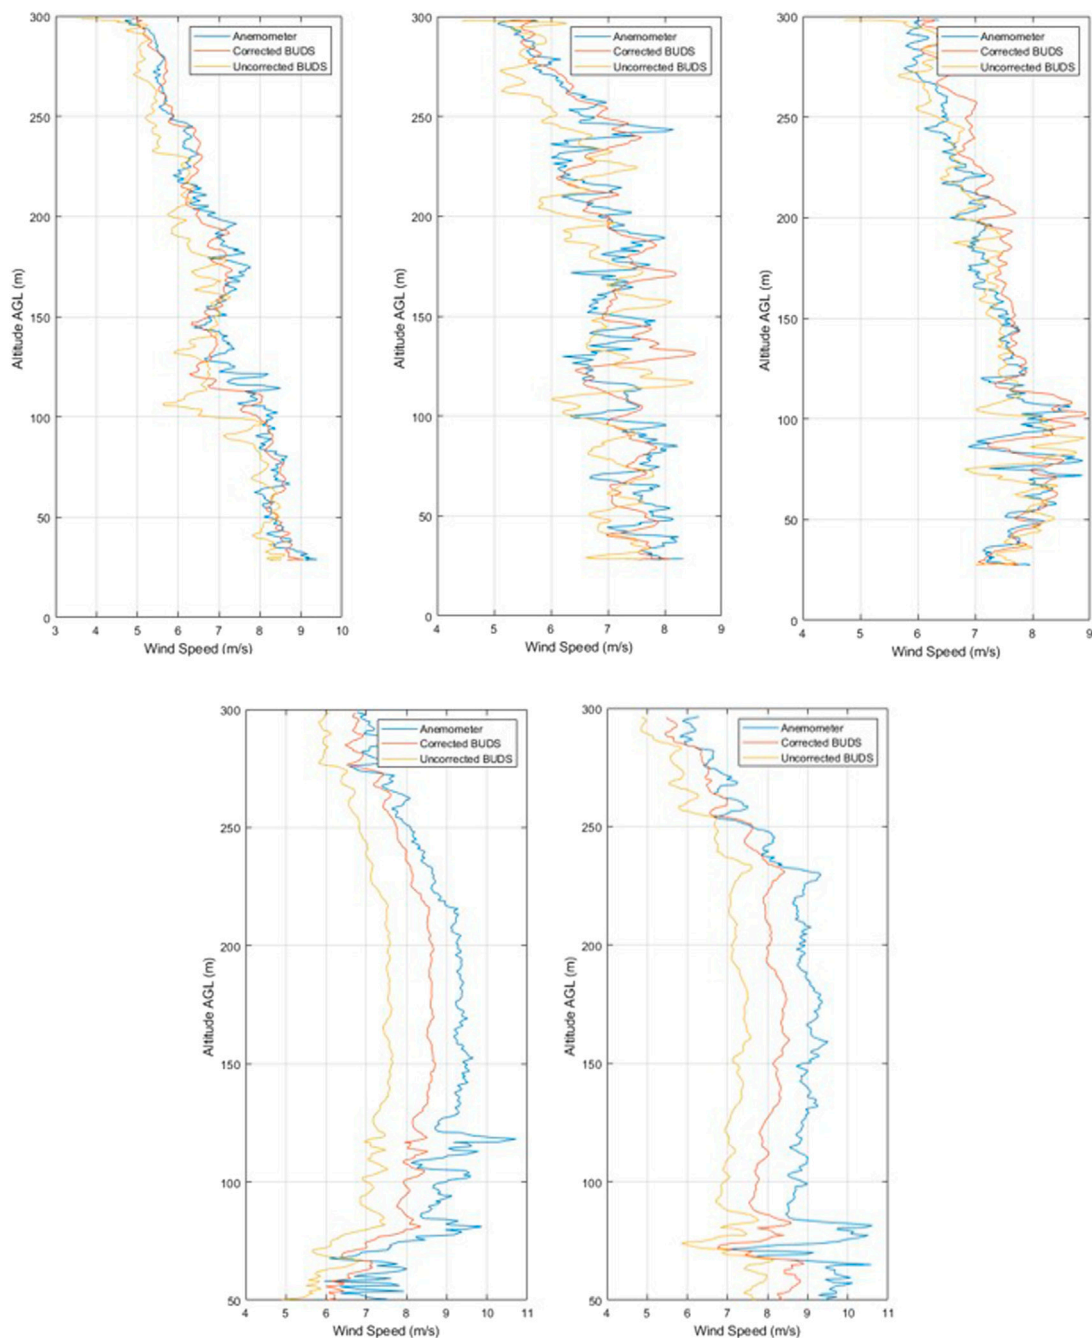 300
250
200
150
100
50
0
Altitude AGL (m)
3 4 5 6 7 8 9 10
Wind Speed (m/s)
Anemometer
Corrected BUDS
Uncorrected BUDS
300
250
200
150
100
50
0
Altitude AGL (m)
4 5 6 7 8 9
Wind Speed (m/s)
Anemometer
Corrected BUDS
Uncorrected BUDS
300
250
200
150
100
50
0
Altitude AGL (m)
4 5 6 7 8 9
Wind Speed (m/s)
Anemometer
Corrected BUDS
Uncorrected BUDS
300
250
200
150
100
50
Altitude AGL (m)
4 5 6 7 8 9 10 11
Wind Speed (m/s)
Anemometer
Corrected BUDS
Uncorrected BUDS
300
250
200
150
100
50
Altitude AGL (m)
4 5 6 7 8 9 10 11
Wind Speed (m/s)
Anemometer
Corrected BUDS
Uncorrected BUDS